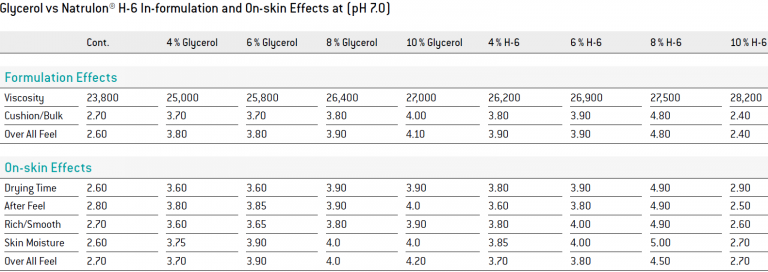 Glycerol vs Natrulon® H-6 In-formulation and On-skin Effects at (pH 7.0)
Cont. 4 % Glycerol 6 % Glycerol 8 % Glycerol 10 % Glycerol 4 % H-6 6 % H-6 8 % H-6 10 % H-6
Formulation Effects
Viscosity 23,800 25,000 25,800 26,400 27,000 26,200 26,900 27,500 28,200
Cushion/Bulk 2.70 3.70 3.70 3.80 4.00 3.80 3.90 4.80 2.40
Over All Feel 2.60 3.80 3.80 3.90 4.10 3.90 3.90 4.80 2.40
On-skin Effects
Drying Time 2.60 3.60 3.60 3.90 3.90 3.80 3.90 4.90 2.90
After Feel 2.80 3.80 3.85 3.90 4.0 3.60 3.80 4.90 2.50
Rich/Smooth 2.70 3.60 3.65 3.80 3.90 3.80 4.00 4.90 2.60
Skin Moisture 2.60 3.75 3.90 4.0 4.0 3.85 4.00 5.00 2.70
Over All Feel 2.70 3.70 3.90 4.0 4.20 3.70 3.80 4.50 2.70